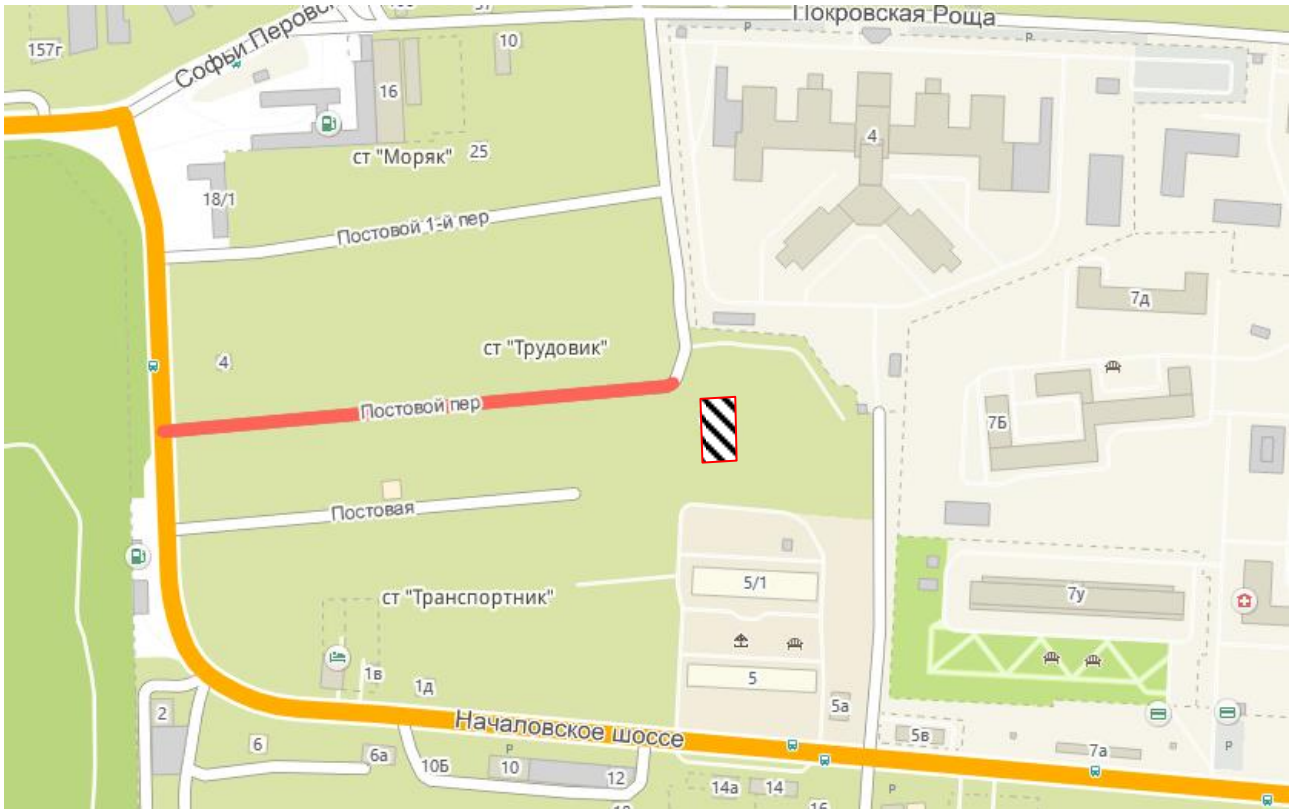 Покровская Роща
Р
Р
157г
Софьи Перовс
10
16
4
ст "Моряк"
25
18/1
Постовой 1-й пер
7д
ст "Трудовик"
4
Постовой пер
7Б
Постовая
5/1
7у
ст "Транспортник"
1в
1д
5
5а
2
Началовское шоссе
5в
6
6а
10Б
Р
10
12
7а
Р
14а
14
Р
16